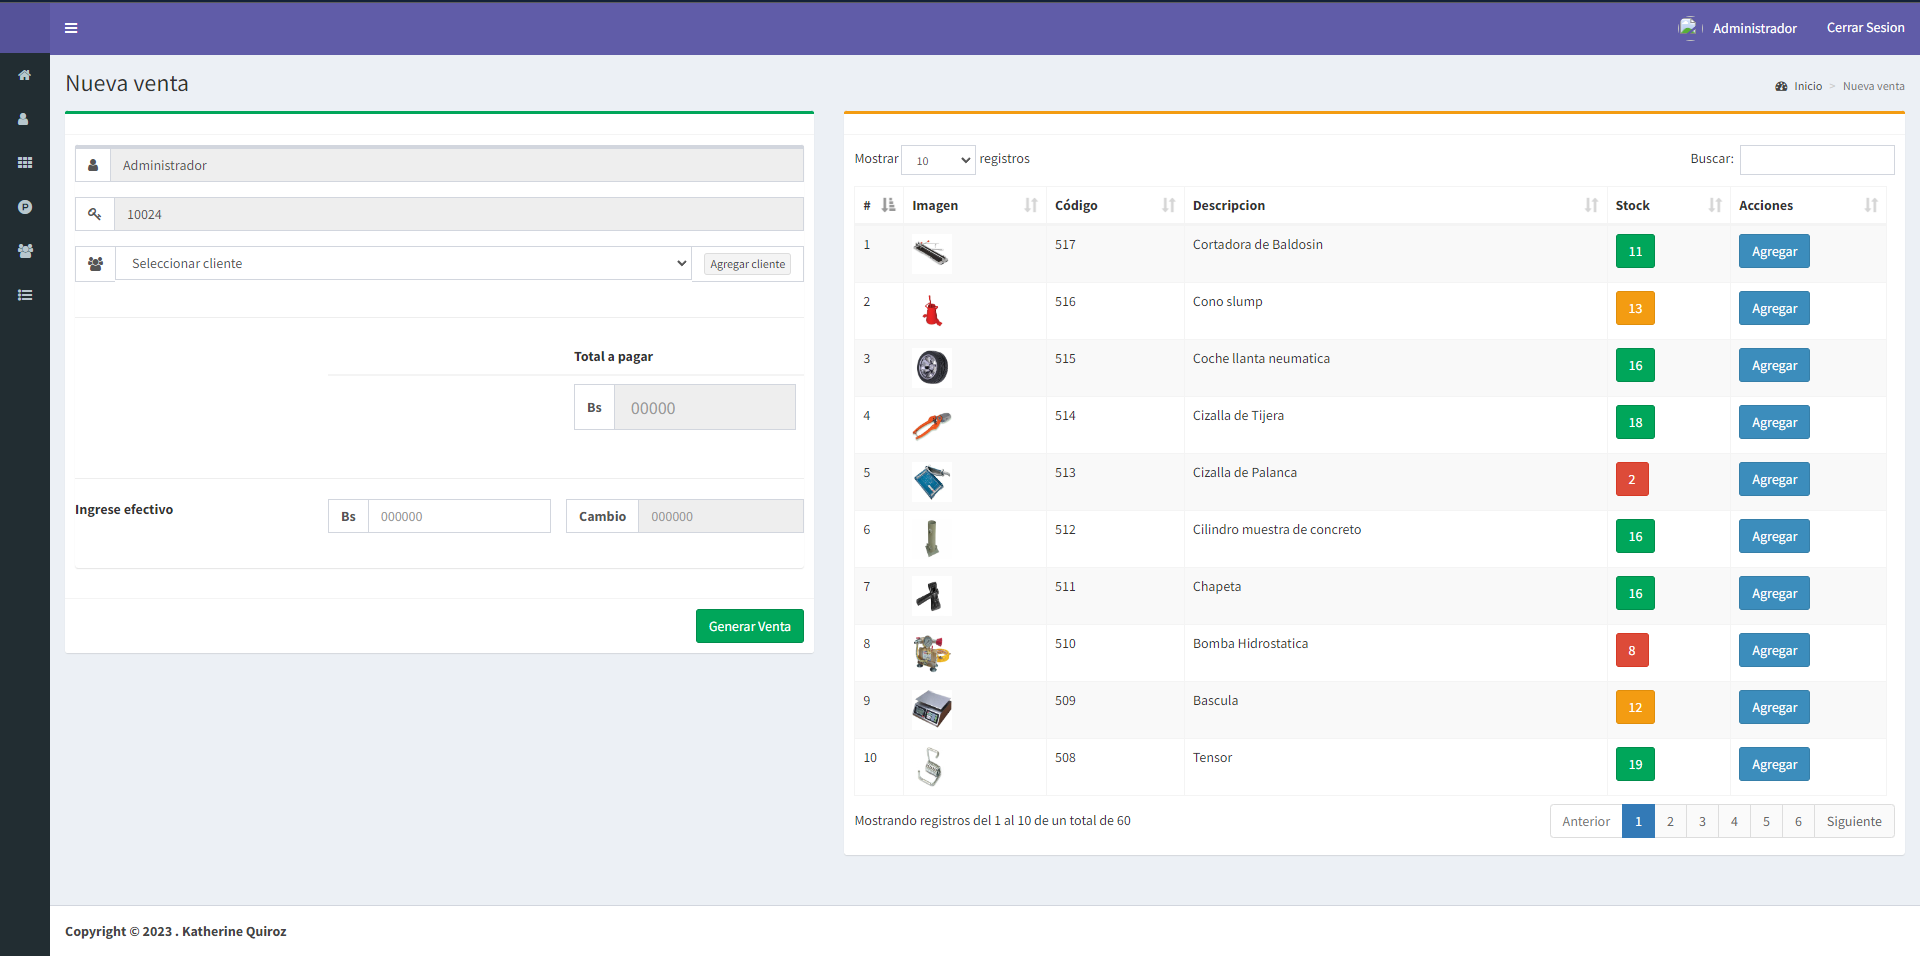 Administrador Cerrar Sesion
Nueva venta
Inicio > Nueva venta
Administrador
10024
Seleccionar cliente Agregar cliente
Total a pagar
Bs 00000
Ingrese efectivo Bs 000000 Cambio 000000
Generar Venta
Mostrar 10 registros Buscar:
# Imagen Código Descripcion Stock Acciones
1 517 Cortadora de Baldosin 11 Agregar
2 516 Cono slump 13 Agregar
3 515 Coche llanta neumatica 16 Agregar
4 514 Cizalla de Tijera 18 Agregar
5 513 Cizalla de Palanca 2 Agregar
6 512 Cilindro muestra de concreto 16 Agregar
7 511 Chapeta 16 Agregar
8 510 Bomba Hidrostatica 8 Agregar
9 509 Bascula 12 Agregar
10 508 Tensor 19 Agregar
Mostrando registros del 1 al 10 de un total de 60 Anterior 1 2 3 4 5 6 Siguiente
Copyright © 2023 . Katherine Quiroz